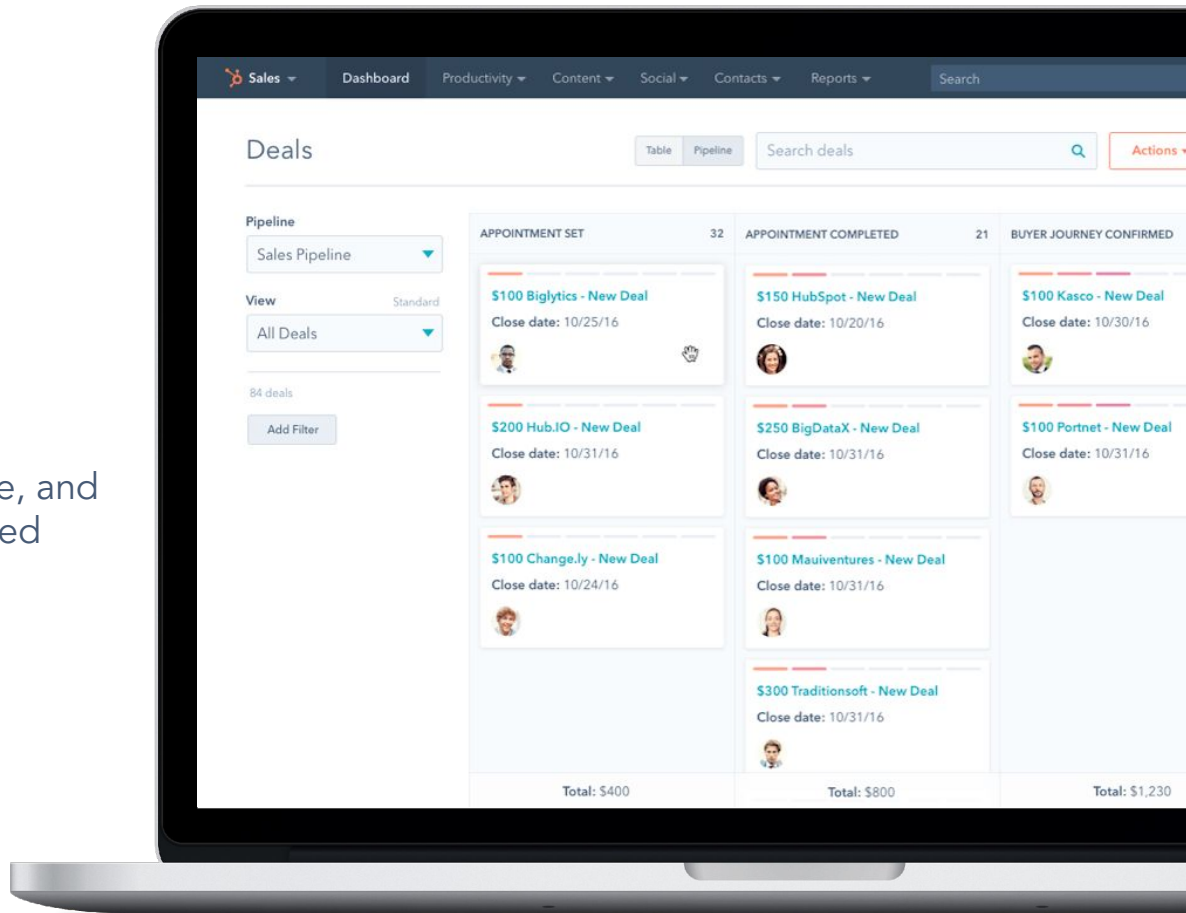 Sales Dashboard Productivity Content Social Contacts Reports Search
Deals
Table Pipeline Search deals Actions
Pipeline
Sales Pipeline
View Standard
All Deals
84 deals
Add Filter
e, and
ed
APPOINTMENT SET 32
$100 Biglytics - New Deal
Close date: 10/25/16
$200 Hub.IO - New Deal
Close date: 10/31/16
$100 Change.ly - New Deal
Close date: 10/24/16
Total: $400
APPOINTMENT COMPLETED 21
$150 HubSpot - New Deal
Close date: 10/20/16
$250 BigDataX - New Deal
Close date: 10/31/16
$100 Mauiventures - New Deal
Close date: 10/31/16
$300 Traditionsoft - New Deal
Close date: 10/31/16
Total: $800
BUYER JOURNEY CONFIRMED
$100 Kasco - New Deal
Close date: 10/30/16
$100 Portnet - New Deal
Close date: 10/31/16
Total: $1,230